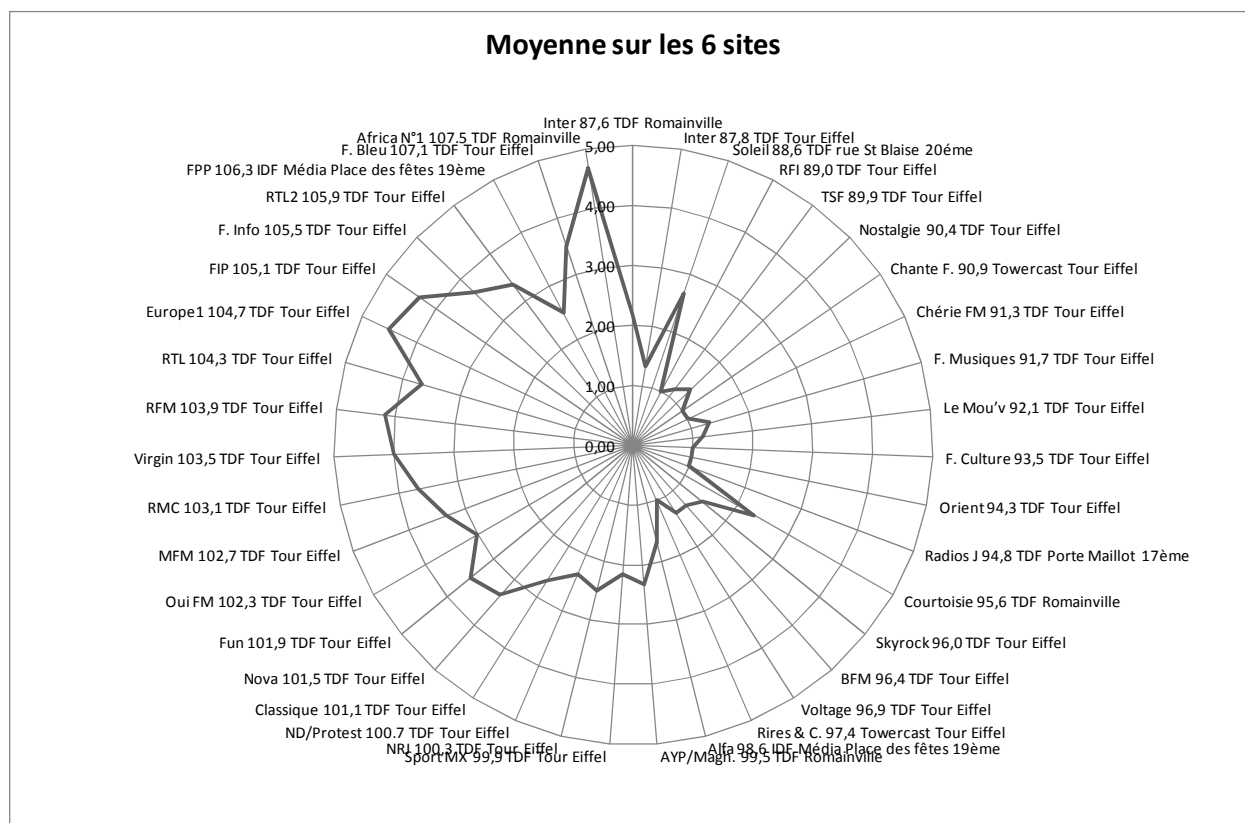 Moyenne sur les 6 sites
Inter 87,6 TDF Romainville
Inter 87,8 TDF Tour Eiffel
Soleil 88,6 TDF rue St Blaise 20éme
RFI 89,0 TDF Tour Eiffel
TSF 89,9 TDF Tour Eiffel
Nostalgie 90,4 TDF Tour Eiffel
Chante F. 90,9 Towercast Tour Eiffel
Chérie FM 91,3 TDF Tour Eiffel
F. Musiques 91,7 TDF Tour Eiffel
Le Mou'v 92,1 TDF Tour Eiffel
F. Culture 93,5 TDF Tour Eiffel
Orient 94,3 TDF Tour Eiffel
Radios J 94,8 TDF Porte Maillot 17ème
Courtoisie 95,6 TDF Romainville
Skyrock 96,0 TDF Tour Eiffel
BFM 96,4 TDF Tour Eiffel
Voltage 96,9 TDF Tour Eiffel
Rires & C. 97,4 Towercast Tour Eiffel
Alfa 98,6 IDF Média Place des fêtes 19ème
AYP/Magh. 99,5 TDF Romainville
Sport MX 99,9 TDF Tour Eiffel
NRJ 100,3 TDF Tour Eiffel
ND/Protest 100.7 TDF Tour Eiffel
Classique 101,1 TDF Tour Eiffel
Nova 101,5 TDF Tour Eiffel
Fun 101,9 TDF Tour Eiffel
Oui FM 102,3 TDF Tour Eiffel
MFM 102,7 TDF Tour Eiffel
RMC 103,1 TDF Tour Eiffel
Virgin 103,5 TDF Tour Eiffel
RFM 103,9 TDF Tour Eiffel
RTL 104,3 TDF Tour Eiffel
Europe1 104,7 TDF Tour Eiffel
FIP 105,1 TDF Tour Eiffel
F. Info 105,5 TDF Tour Eiffel
RTL2 105,9 TDF Tour Eiffel
FPP 106,3 IDF Média Place des fêtes 19ème
F. Bleu 107,1 TDF Tour Eiffel
Africa N°1 107.5 TDF Romainville
5,00
4,00
3,00
2,00
1,00
0,00